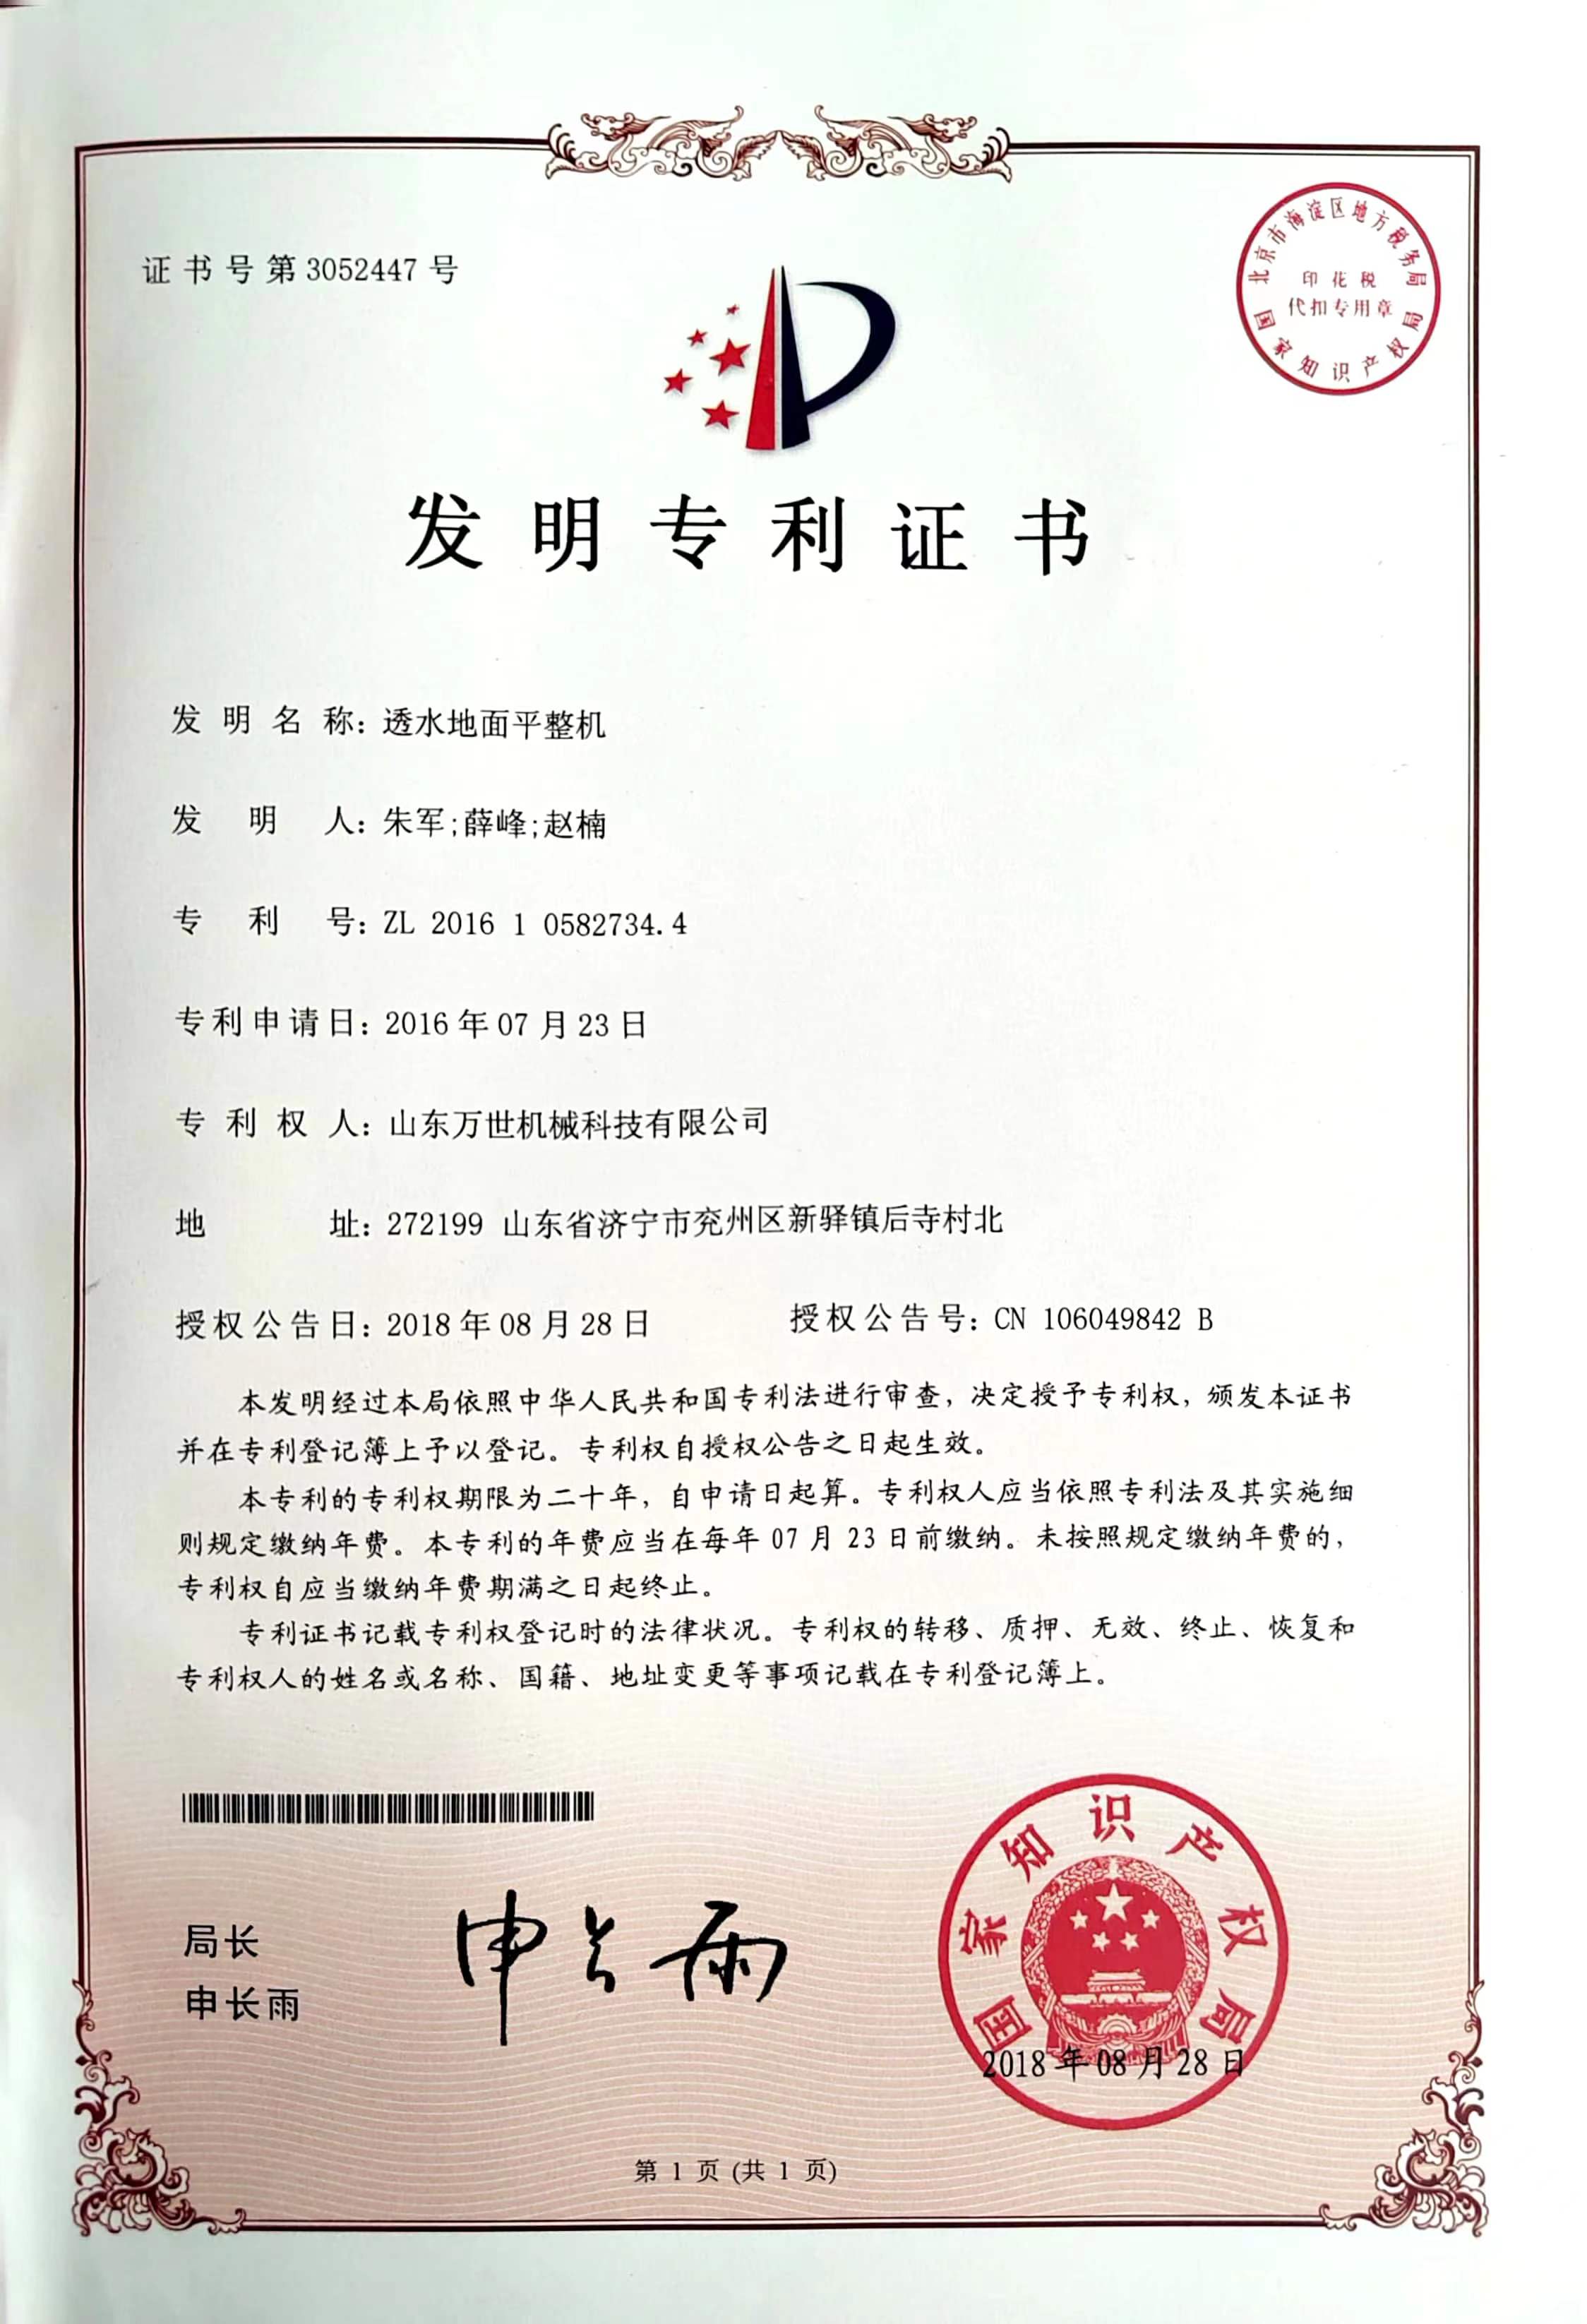 证书号第3052447号
北京市海淀区地方税务局
印花税
代扣专用章
国家知识产权局
发明专利证书
发明名称：透水地面平整机
发明人：朱军;薛峰;赵楠
专利号：ZL 2016 1 0582734.4
专利申请日：2016年07月23日
专利权人：山东万世机械科技有限公司
地址：272199 山东省济宁市兖州区新驿镇后寺村北
授权公告日：2018年08月28日 授权公告号：CN 106049842 B
本发明经过本局依照中华人民共和国专利法进行审查，决定授予专利权，颁发本证书
并在专利登记簿上予以登记。专利权自授权公告之日起生效。
本专利的专利权期限为二十年，自申请日起算。专利权人应当依照专利法及其实施细
则规定缴纳年费。本专利的年费应当在每年07月23日前缴纳。未按照规定缴纳年费的，
专利权自应当缴纳年费期满之日起终止。
专利证书记载专利权登记时的法律状况。专利权的转移、质押、无效、终止、恢复和
专利权人的姓名或名称、国籍、地址变更等事项记载在专利登记簿上。
局长
申长雨
申长雨
国家知识产权局
2018年08月28日
第1页(共1页)